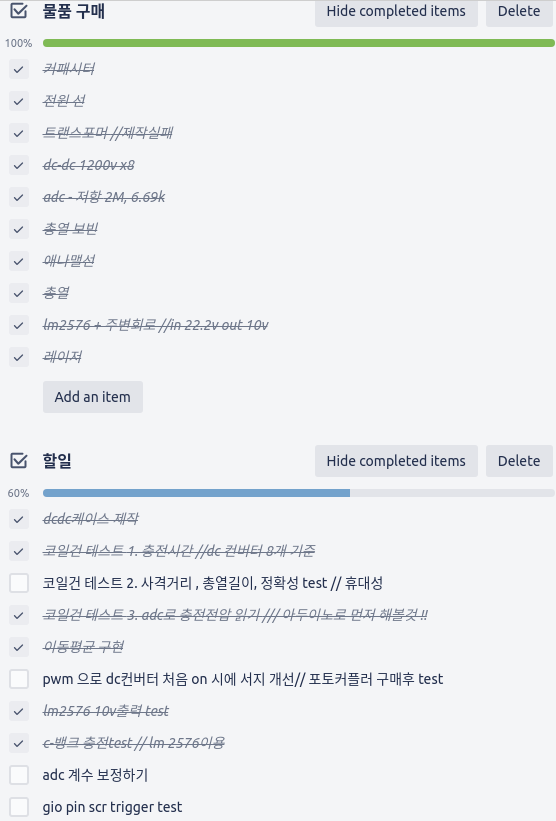 물품 구매
Hide completed items
Delete
100%
커패시터
전원 선
트랜스포머 //제작실패
dc-dc 1200v x8
adc - 저항 2M, 6.69k
총열 보빈
애나멜선
총열
lm2576 + 주변회로 //in 22.2v out 10v
레이저
Add an item
할일
Hide completed items
Delete
60%
dcdc케이스 제작
코일건 테스트 1. 충전시간 //dc 컨버터 8개 기준
코일건 테스트 2. 사격거리 , 총열길이, 정확성 test // 휴대성
코일건 테스트 3. adc로 충전전압 읽기 /// 아두이노로 먼저 해볼것 !!
이동평균 구현
pwm 으로 dc컨버터 처음 on 시에 서지 개선// 포토커플러 구매후 test
lm2576 10v출력 test
c-뱅크 충전test // lm 2576이용
adc 계수 보정하기
gio pin scr trigger test